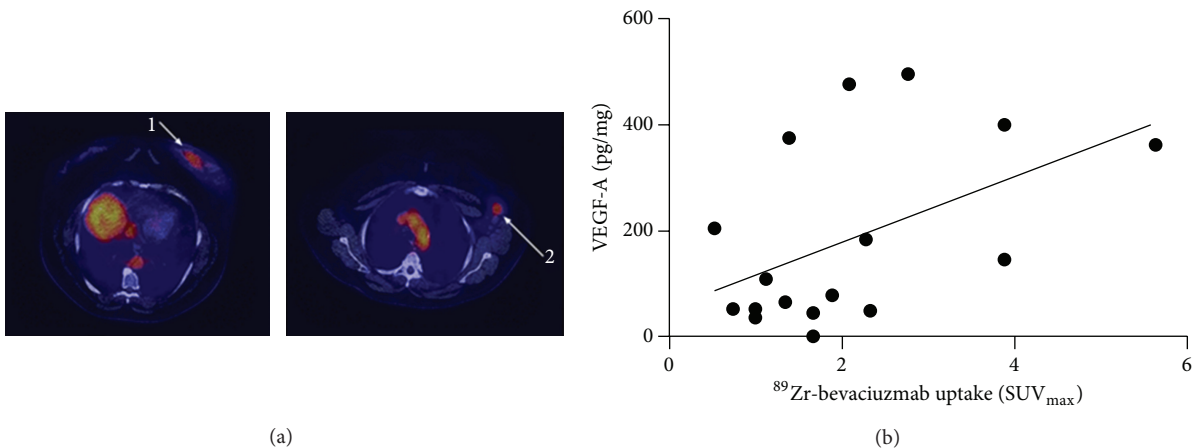 1
2
(a)
600
400
200
0
0
2
4
6
VEGF-A (pg/mg)
⁸⁹Zr-bevaciuzmab uptake (SUVmax)
(b)